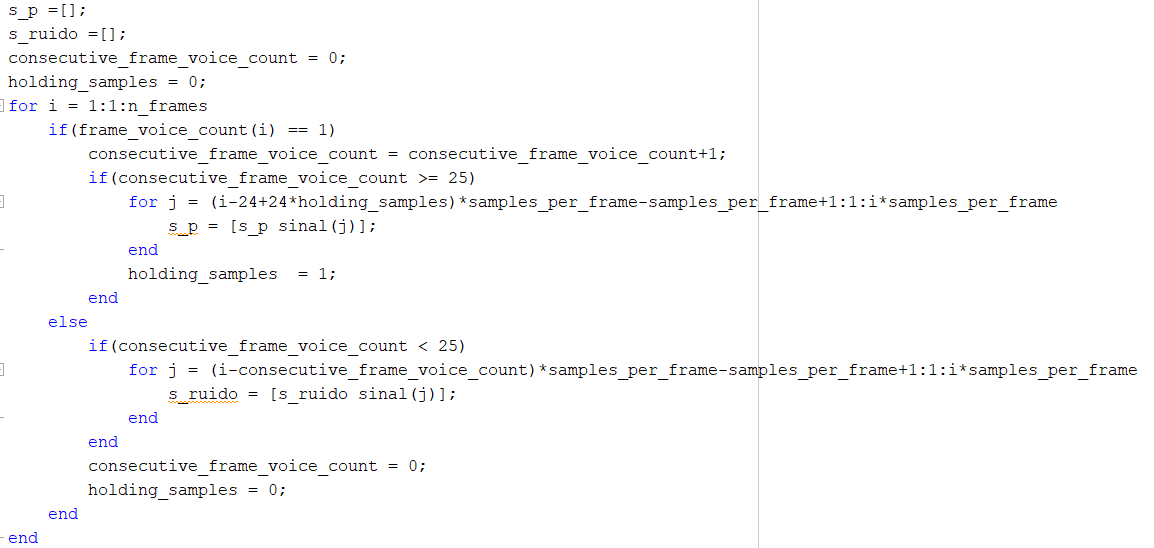 s_p =[];
s_ruido =[];
consecutive_frame_voice_count = 0;
holding_samples = 0;
for i = 1:1:n_frames
    if(frame_voice_count(i) == 1)
        consecutive_frame_voice_count = consecutive_frame_voice_count+1;
        if(consecutive_frame_voice_count >= 25)
            for j = (i-24+24*holding_samples)*samples_per_frame-samples_per_frame+1:1:i*samples_per_frame
                s_p = [s_p sinal(j)];
            end
            holding_samples  = 1;
        end
    else
        if(consecutive_frame_voice_count < 25)
            for j = (i-consecutive_frame_voice_count)*samples_per_frame-samples_per_frame+1:1:i*samples_per_frame
                s_ruido = [s_ruido sinal(j)];
            end
        end
        consecutive_frame_voice_count = 0;
        holding_samples = 0;
    end
end